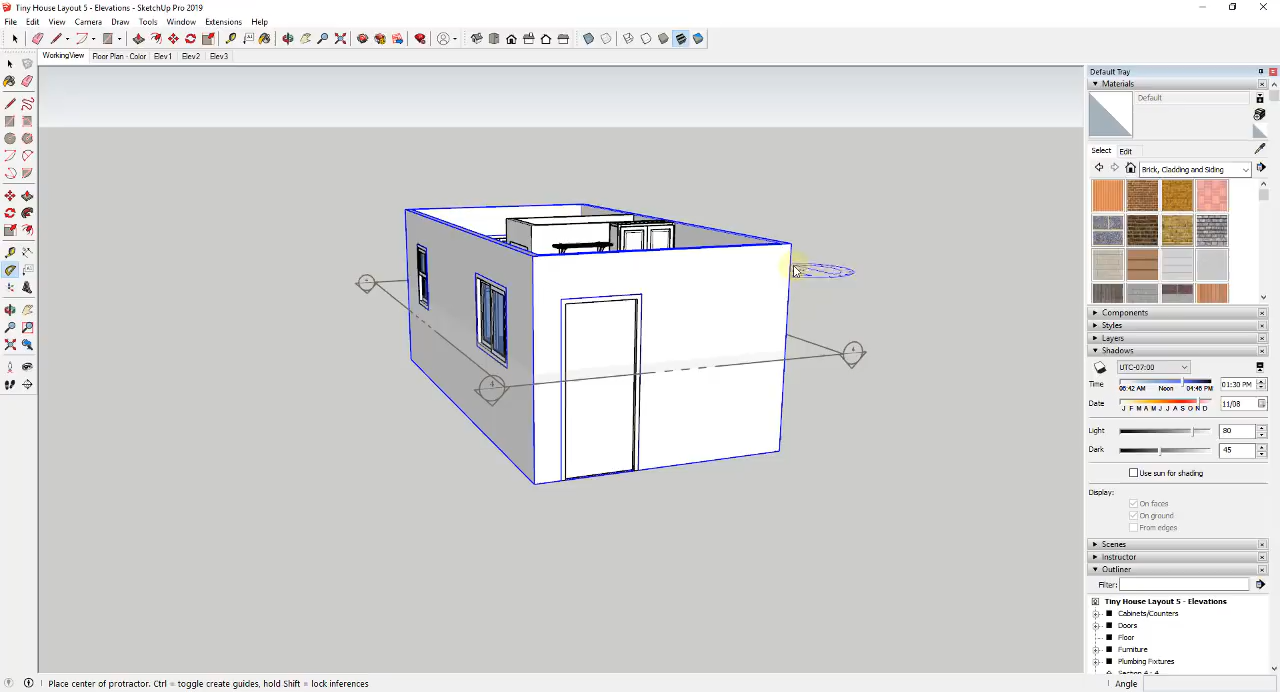 Tiny House Layout 5 - Elevations - SketchUp Pro 2019
File Edit View Camera Draw Tools Window Extensions Help
WorkingView Floor Plan - Color Elev1 Elev2 Elev3
Default Tray
Materials
Default
Select Edit
Brick, Cladding and Siding
Components
Styles
Layers
Shadows
UTC-07:00
Time 06:42 AM Noon 04:46 PM 01:30 PM
Date J F M A M J J A S O N D 11/08
Light 80
Dark 45
Use sun for shading
Display:
On faces
On ground
From edges
Scenes
Instructor
Outliner
Filter:
Tiny House Layout 5 - Elevations
Cabinets/Counters
Doors
Floor
Furniture
Plumbing Fixtures
Place center of protractor. Ctrl = toggle create guides, hold Shift = lock inferences
Angle